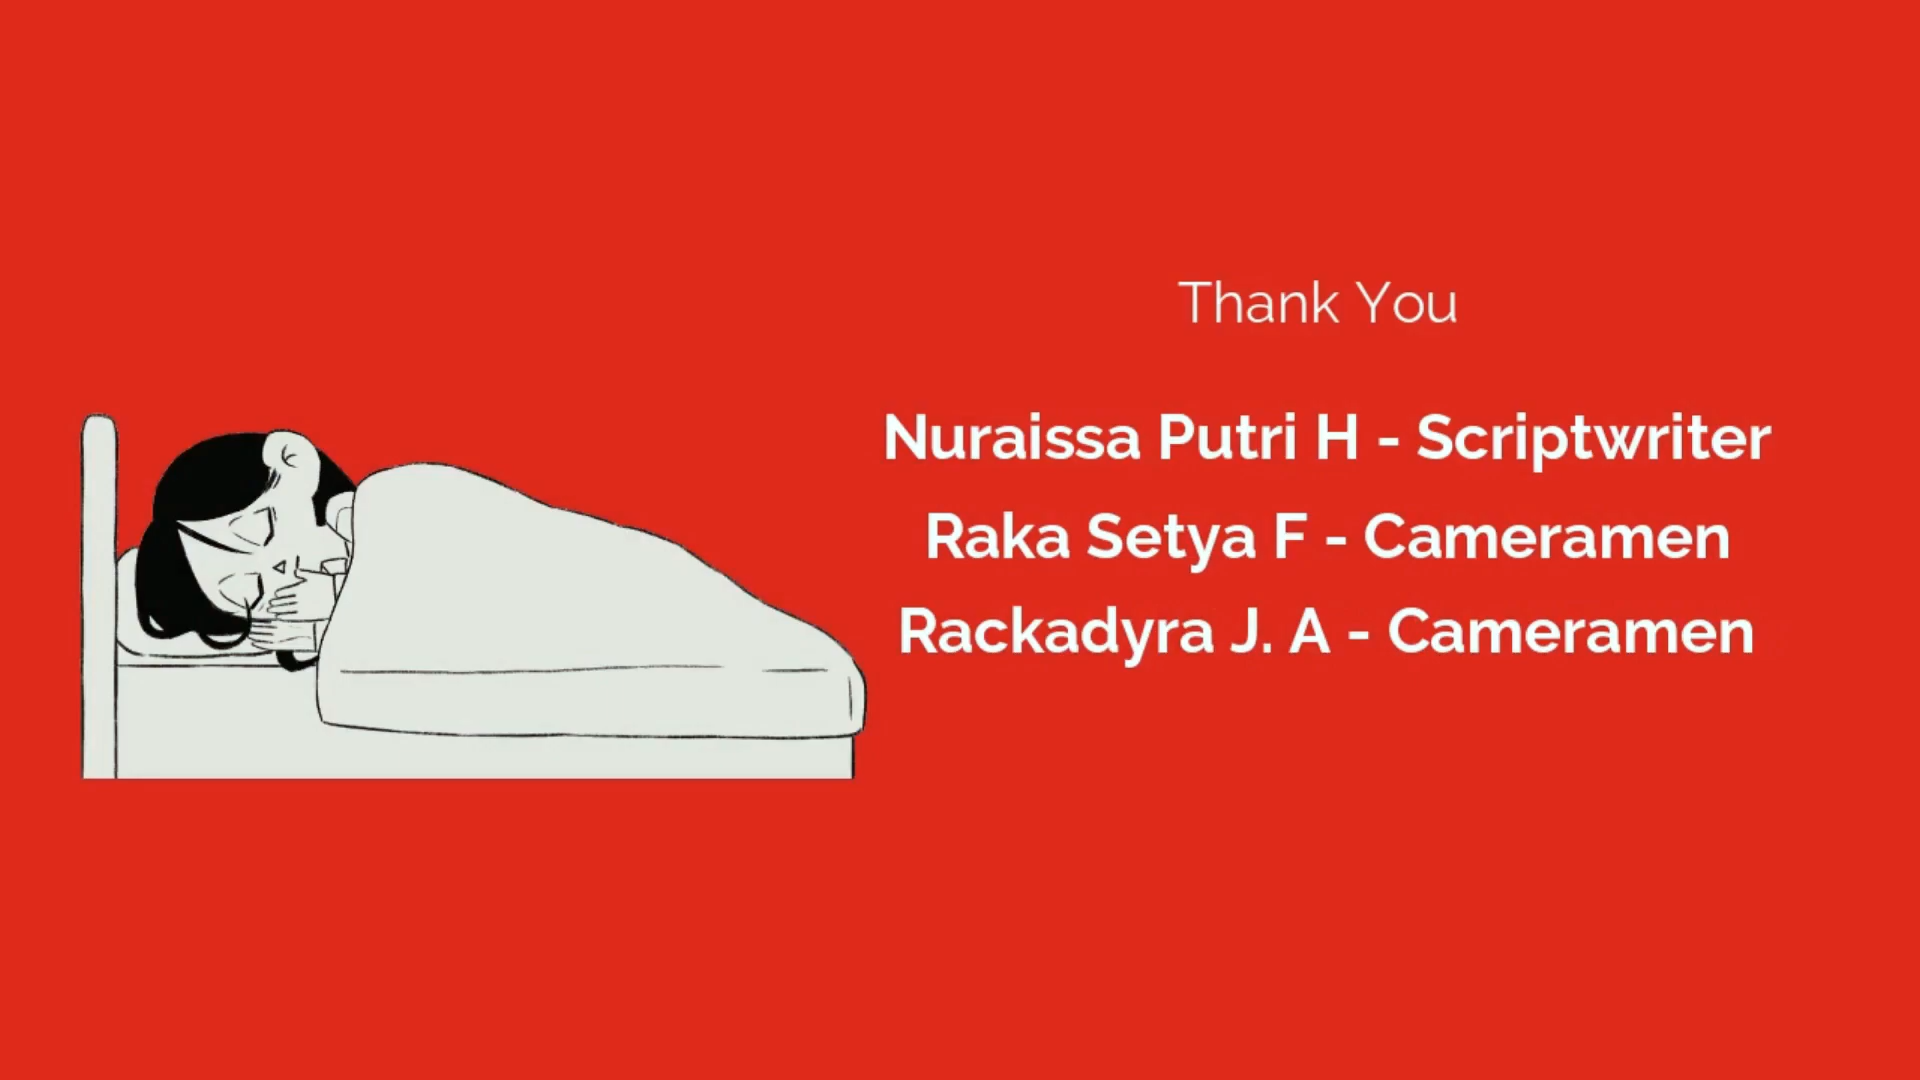 Thank You
Nuraissa Putri H - Scriptwriter
Raka Setya F - Cameramen
Rackadyra J. A - Cameramen